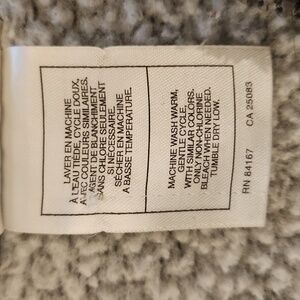 LAVER EN MACHINE
À L'EAU TIÈDE, CYCLE DOUX,
AVEC COULEURS SIMILAIRES.
AGENT DE BLANCHIMENT
SANS CHLORE SEULEMENT
SI NÉCESSAIRE.
SÉCHER EN MACHINE
A BASSE TEMPÉRATURE.
MACHINE WASH WARM,
GENTLE CYCLE,
WITH SIMILAR COLORS.
ONLY NON-CHLORINE
BLEACH WHEN NEEDED.
TUMBLE DRY LOW.
RN 84167 CA 25083